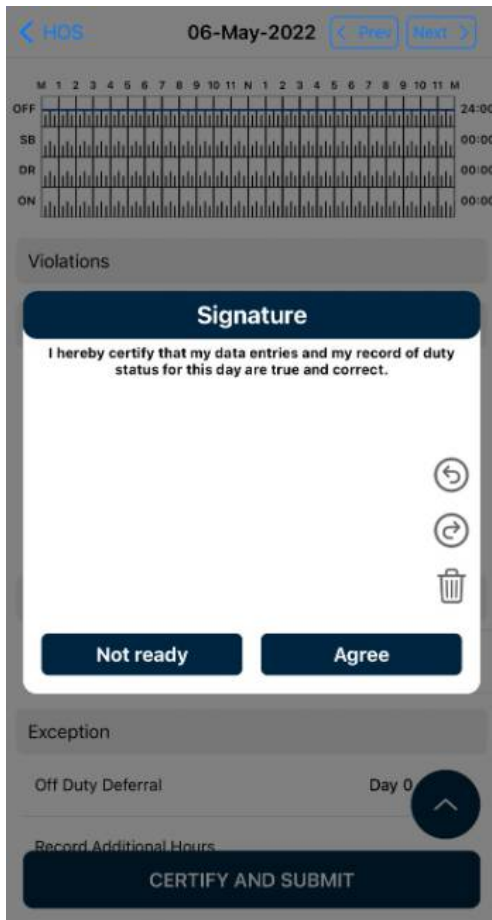 HOS 06-May-2022 Prev Next
M 1 2 3 4 5 6 7 8 9 10 11 N 1 2 3 4 5 6 7 8 9 10 11 M
OFF 24:00
SB 00:00
DR 00:00
ON 00:00
Violations
Signature
I hereby certify that my data entries and my record of duty
status for this day are true and correct.
Not ready Agree
Exception
Off Duty Deferral Day 0
Record Additional Hours
CERTIFY AND SUBMIT